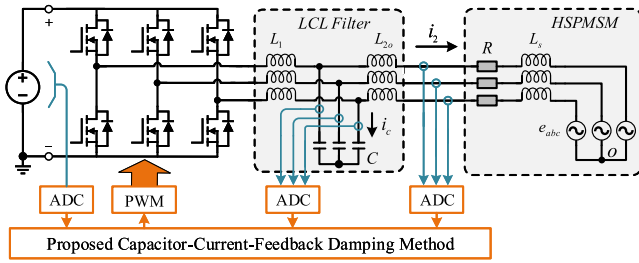 LCL Filter
HSPMSM
+
L1
L2o
i2
R
Ls
+
−
ic
C
eabc
o
−
ADC
PWM
ADC
ADC
Proposed Capacitor-Current-Feedback Damping Method